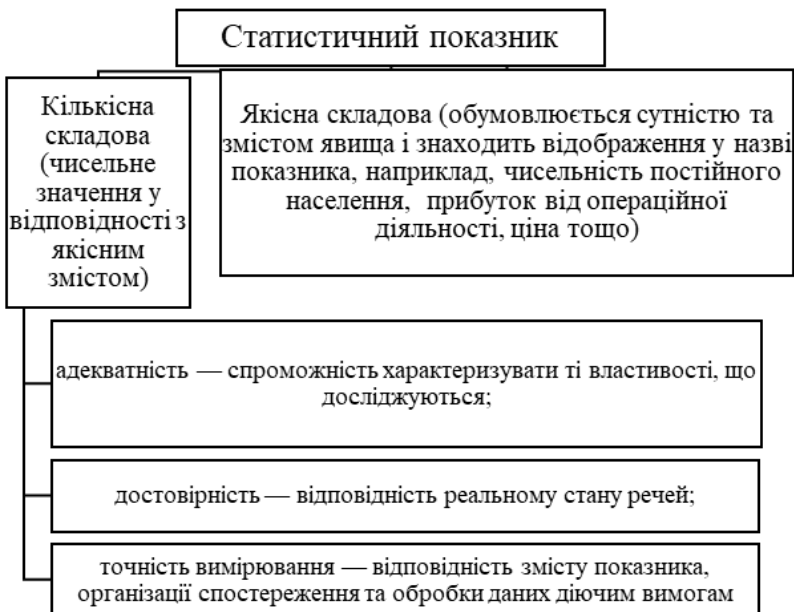 Статистичний показник
Кількісна
складова
(чисельне
значення у
відповідності з
якісним
змістом)
Якісна складова (обумовлюється сутністю та
змістом явища і знаходить відображення у назві
показника, наприклад, чисельність постійного
населення, прибуток від операційної
діяльності, ціна тощо)
адекватність — спроможність характеризувати ті властивості, що
досліджуються;
достовірність — відповідність реальному стану речей;
точність вимірювання — відповідність змісту показника,
організації спостереження та обробки даних діючим вимогам